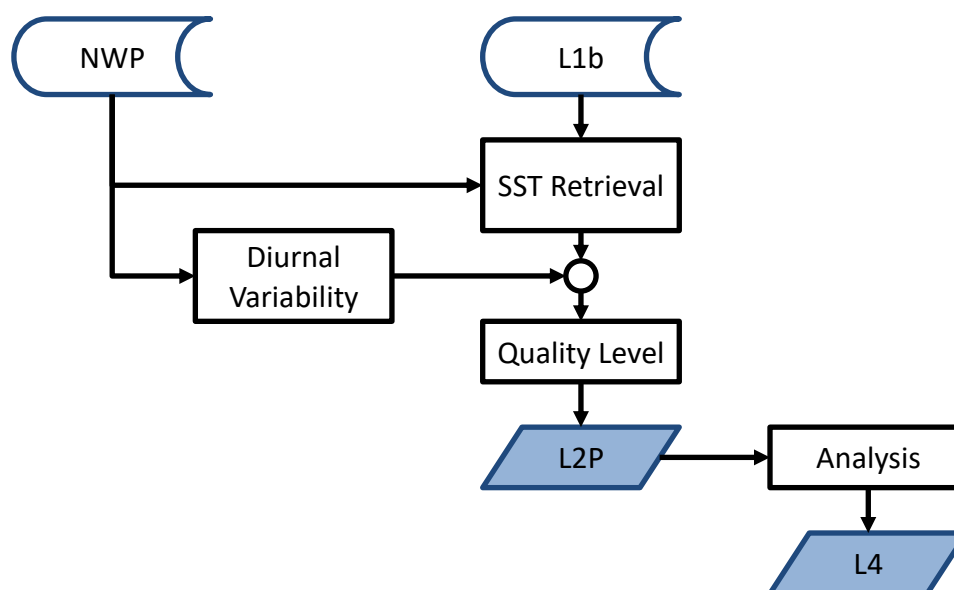 NWP
L1b
SST Retrieval
Diurnal
Variability
Quality Level
L2P
Analysis
L4